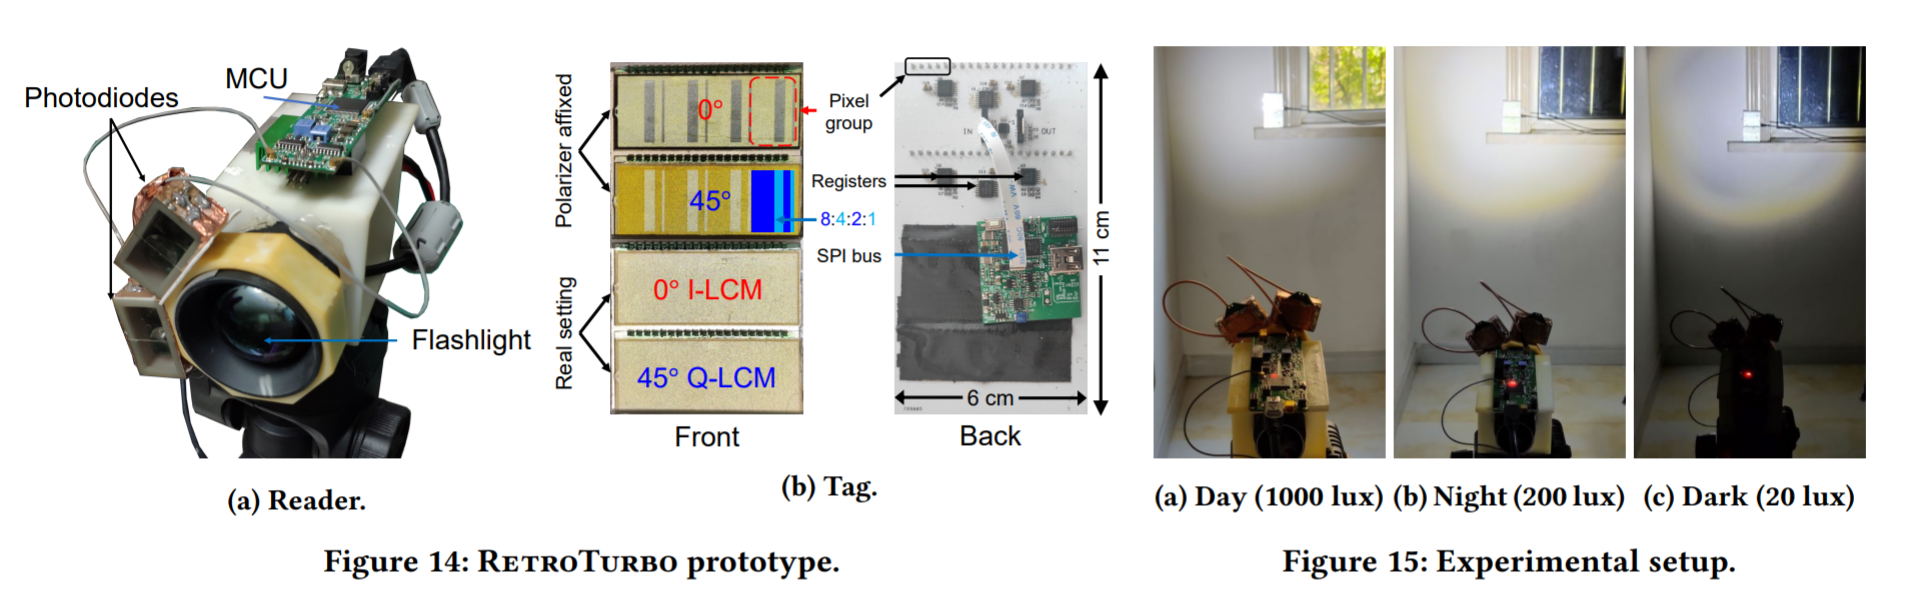 Photodiodes
MCU
Flashlight
(a) Reader.
Polarizer affixed
Real setting
0°
45°
0° I-LCM
45° Q-LCM
Front
Pixel
group
Registers
8:4:2:1
SPI bus
IN
OUT
11 cm
6 cm
Back
(b) Tag.
Figure 14: RETROTURBO prototype.
(a) Day (1000 lux)
(b) Night (200 lux)
(c) Dark (20 lux)
Figure 15: Experimental setup.